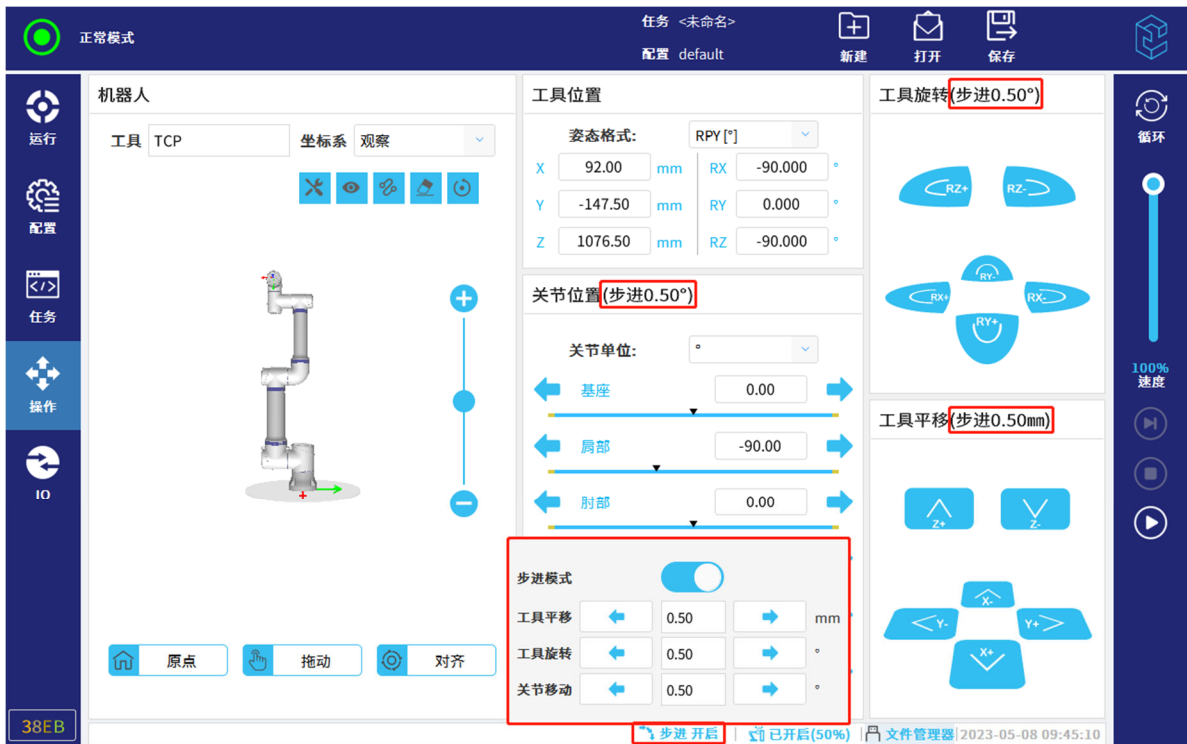 正常模式
任务 <未命名>
配置 default
新建
打开
保存
运行
配置
任务
操作
IO
38EB
机器人
工具 TCP 坐标系 观察
原点
拖动
对齐
工具位置
姿态格式: RPY [°]
X 92.00 mm RX -90.000 °
Y -147.50 mm RY 0.000 °
Z 1076.50 mm RZ -90.000 °
关节位置(步进0.50°)
关节单位: °
基座 0.00
肩部 -90.00
肘部 0.00
步进模式
工具平移 0.50 mm
工具旋转 0.50 °
关节移动 0.50 °
工具旋转(步进0.50°)
RZ+ RZ-
RY-
RX+ RX-
RY+
工具平移(步进0.50mm)
Z+ Z-
X-
Y- Y+
X+
循环
100%
速度
步进 开启 已开启(50%) 文件管理器 2023-05-08 09:45:10